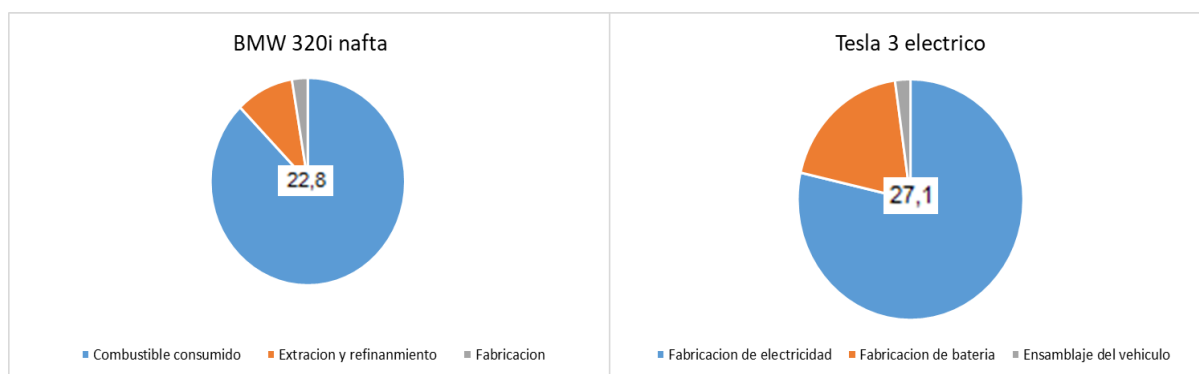 BMW 320i nafta
22,8
Combustible consumido
Extracion y refinanmiento
Fabricacion
Tesla 3 electrico
27,1
Fabricacion de electricidad
Fabricacion de bateria
Ensamblaje del vehiculo